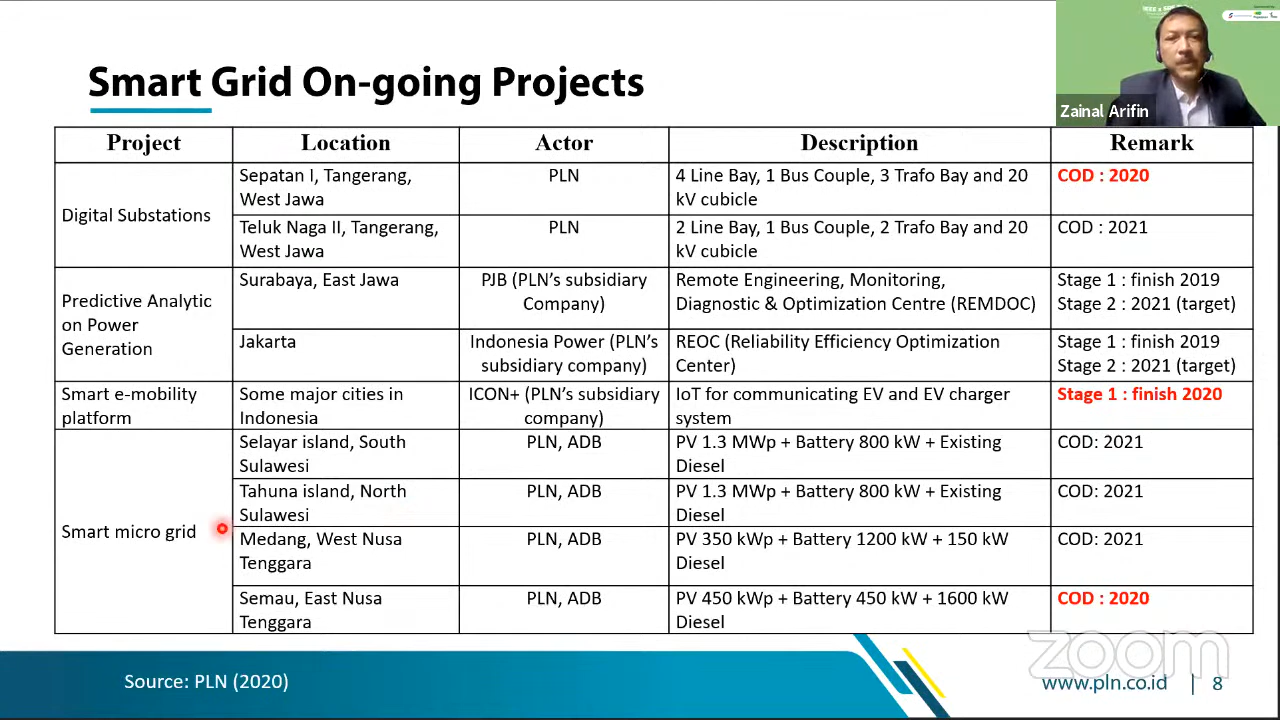 Smart Grid On-going Projects
Zainal Arifin
Project Location Actor Description Remark
Digital Substations
Sepatan I, Tangerang,
West Jawa
PLN
4 Line Bay, 1 Bus Couple, 3 Trafo Bay and 20
kV cubicle
COD : 2020
Teluk Naga II, Tangerang,
West Jawa
PLN
2 Line Bay, 1 Bus Couple, 2 Trafo Bay and 20
kV cubicle
COD : 2021
Predictive Analytic
on Power
Generation
Surabaya, East Jawa
PJB (PLN’s subsidiary
Company)
Remote Engineering, Monitoring,
Diagnostic & Optimization Centre (REMDOC)
Stage 1 : finish 2019
Stage 2 : 2021 (target)
Jakarta
Indonesia Power (PLN’s
subsidiary company)
REOC (Reliability Efficiency Optimization
Center)
Stage 1 : finish 2019
Stage 2 : 2021 (target)
Smart e-mobility
platform
Some major cities in
Indonesia
ICON+ (PLN’s subsidiary
company)
IoT for communicating EV and EV charger
system
Stage 1 : finish 2020
Smart micro grid
Selayar island, South
Sulawesi
PLN, ADB
PV 1.3 MWp + Battery 800 kW + Existing
Diesel
COD: 2021
Tahuna island, North
Sulawesi
PLN, ADB
PV 1.3 MWp + Battery 800 kW + Existing
Diesel
COD: 2021
Medang, West Nusa
Tenggara
PLN, ADB
PV 350 kWp + Battery 1200 kW + 150 kW
Diesel
COD: 2021
Semau, East Nusa
Tenggara
PLN, ADB
PV 450 kWp + Battery 450 kW + 1600 kW
Diesel
COD : 2020
zoom
Source: PLN (2020)
www.pln.co.id | 8